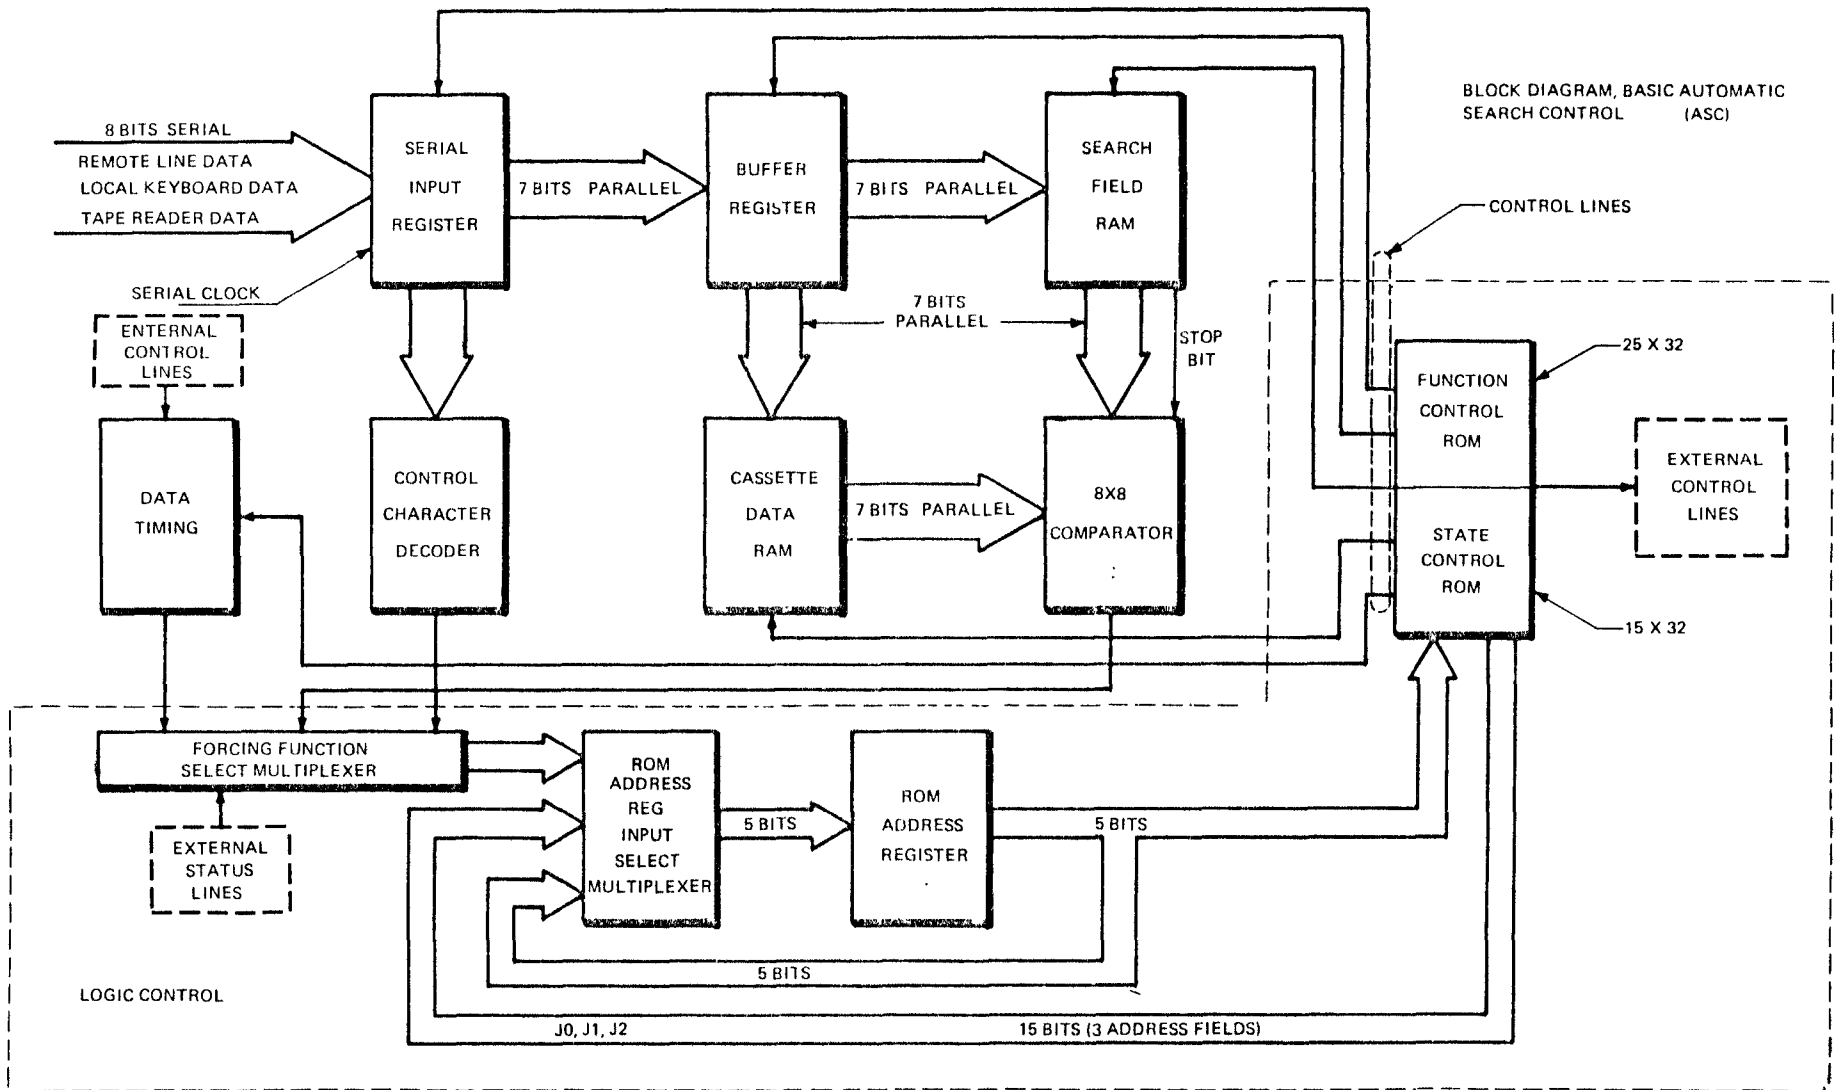 BLOCK DIAGRAM, BASIC AUTOMATIC
SEARCH CONTROL (ASC)
8 BITS SERIAL
REMOTE LINE DATA
LOCAL KEYBOARD DATA
TAPE READER DATA
SERIAL
INPUT
REGISTER
7 BITS PARALLEL
BUFFER
REGISTER
7 BITS PARALLEL
SEARCH
FIELD
RAM
CONTROL LINES
SERIAL CLOCK
7 BITS
PARALLEL
STOP
BIT
ENTERNAL
CONTROL
LINES
DATA
TIMING
CONTROL
CHARACTER
DECODER
CASSETTE
DATA
RAM
7 BITS PARALLEL
8X8
COMPARATOR
FUNCTION
CONTROL
ROM
STATE
CONTROL
ROM
25 X 32
15 X 32
EXTERNAL
CONTROL
LINES
FORCING FUNCTION
SELECT MULTIPLEXER
EXTERNAL
STATUS
LINES
ROM
ADDRESS
REG
INPUT
SELECT
MULTIPLEXER
5 BITS
ROM
ADDRESS
REGISTER
5 BITS
5 BITS
LOGIC CONTROL
J0, J1, J2
15 BITS (3 ADDRESS FIELDS)